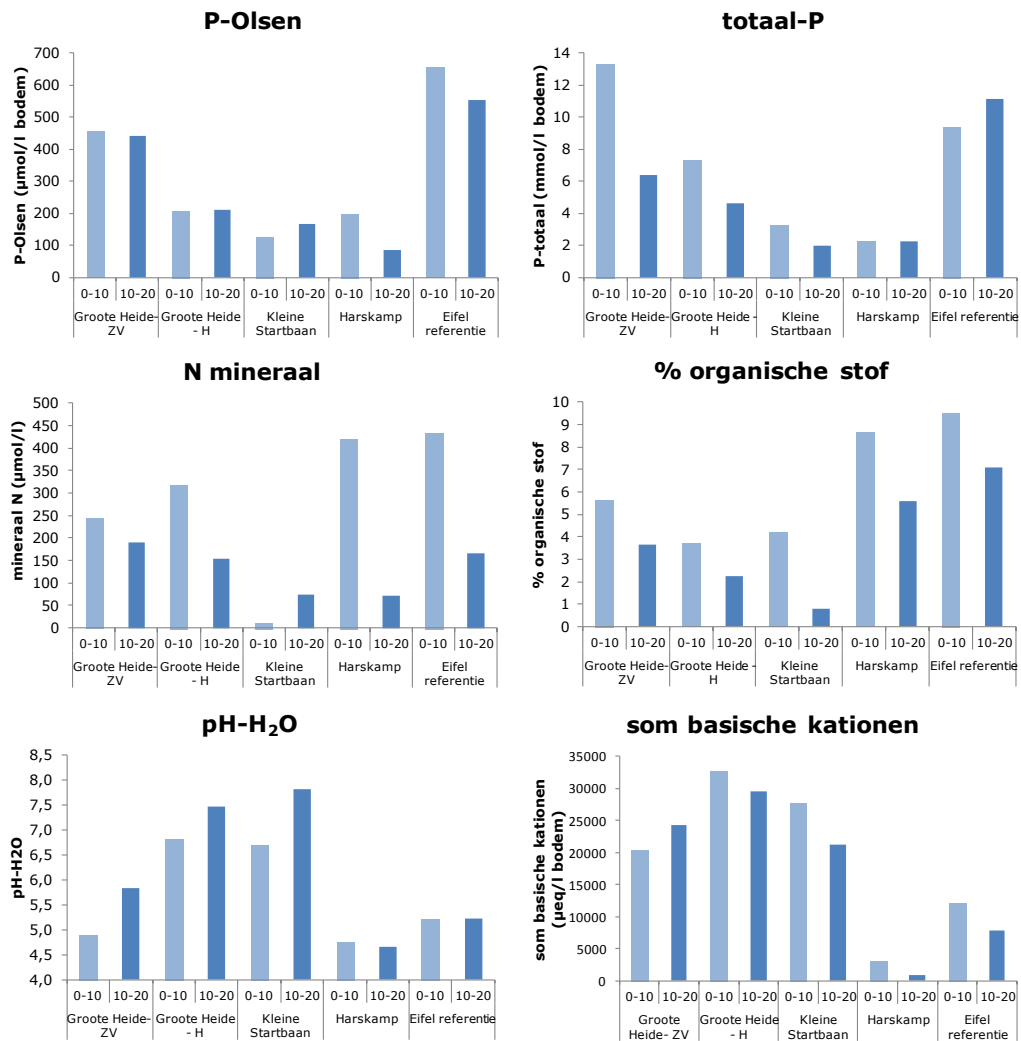 P-Olsen
P-Olsen (µmol/l bodem)
700
600
500
400
300
200
100
0
0-10 10-20 0-10 10-20 0-10 10-20 0-10 10-20 0-10 10-20
Groote Heide- Groote Heide Kleine Harskamp Eifel
ZV - H Startbaan referentie
totaal-P
P-totaal (mmol/l bodem)
14
12
10
8
6
4
2
0
0-10 10-20 0-10 10-20 0-10 10-20 0-10 10-20 0-10 10-20
Groote Heide- Groote Heide - Kleine Harskamp Eifel referentie
ZV H Startbaan
N mineraal
mineraal N (µmol/l)
500
450
400
350
300
250
200
150
100
50
0
0-10 10-20 0-10 10-20 0-10 10-20 0-10 10-20 0-10 10-20
Groote Heide- Groote Heide Kleine Harskamp Eifel
ZV - H Startbaan referentie
% organische stof
% organische stof
10
9
8
7
6
5
4
3
2
1
0
0-10 10-20 0-10 10-20 0-10 10-20 0-10 10-20 0-10 10-20
Groote Heide- Groote Heide - Kleine Harskamp Eifel referentie
ZV H Startbaan
pH-H₂O
pH-H2O
8,5
8,0
7,5
7,0
6,5
6,0
5,5
5,0
4,5
4,0
0-10 10-20 0-10 10-20 0-10 10-20 0-10 10-20 0-10 10-20
Groote Heide- Groote Heide Kleine Harskamp Eifel referentie
ZV - H Startbaan
som basische kationen
som basische kationen
(µeq/l bodem)
35000
30000
25000
20000
15000
10000
5000
0
0-10 10-20 0-10 10-20 0-10 10-20 0-10 10-20 0-10 10-20
Groote Groote Heide Kleine Harskamp Eifel
Heide- ZV - H Startbaan referentie